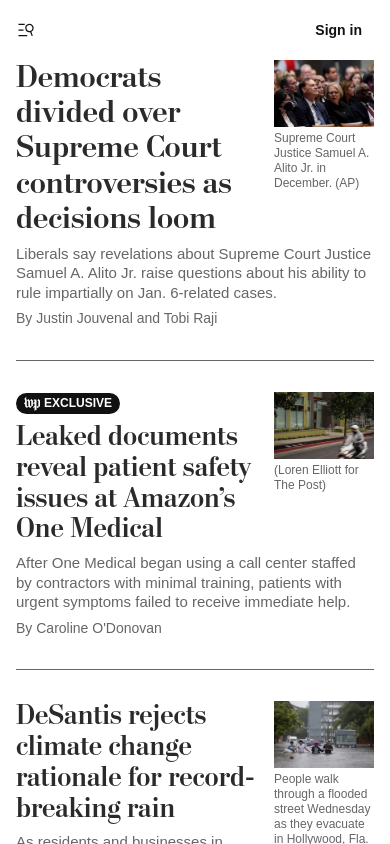 Sign in
Democrats
divided over
Supreme Court
controversies as
decisions loom
Supreme Court
Justice Samuel A.
Alito Jr. in
December. (AP)
Liberals say revelations about Supreme Court Justice
Samuel A. Alito Jr. raise questions about his ability to
rule impartially on Jan. 6-related cases.
By Justin Jouvenal and Tobi Raji
wp EXCLUSIVE
Leaked documents
reveal patient safety
issues at Amazon’s
One Medical
(Loren Elliott for
The Post)
After One Medical began using a call center staffed
by contractors with minimal training, patients with
urgent symptoms failed to receive immediate help.
By Caroline O'Donovan
DeSantis rejects
climate change
rationale for record-
breaking rain
People walk
through a flooded
street Wednesday
as they evacuate
in Hollywood, Fla.
As residents and businesses in